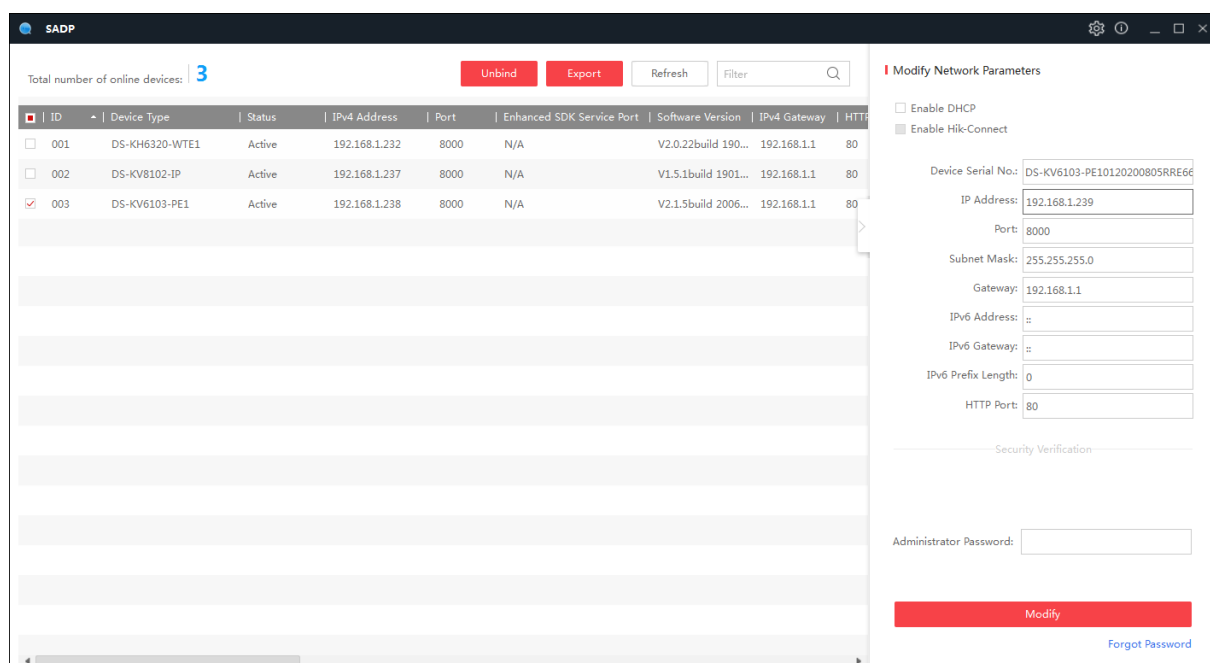 SADP
Total number of online devices: 3
Unbind
Export
Refresh
Filter
ID | Device Type | Status | IPv4 Address | Port | Enhanced SDK Service Port | Software Version | IPv4 Gateway | HTTP
001 DS-KH6320-WTE1 Active 192.168.1.232 8000 N/A V2.0.22build 190... 192.168.1.1 80
002 DS-KV8102-IP Active 192.168.1.237 8000 N/A V1.5.1build 1901... 192.168.1.1 80
003 DS-KV6103-PE1 Active 192.168.1.238 8000 N/A V2.1.5build 2006... 192.168.1.1 80
Modify Network Parameters
Enable DHCP
Enable Hik-Connect
Device Serial No.: DS-KV6103-PE10120200805RRE66
IP Address: 192.168.1.239
Port: 8000
Subnet Mask: 255.255.255.0
Gateway: 192.168.1.1
IPv6 Address: ::
IPv6 Gateway: ::
IPv6 Prefix Length: 0
HTTP Port: 80
Security Verification
Administrator Password:
Modify
Forgot Password